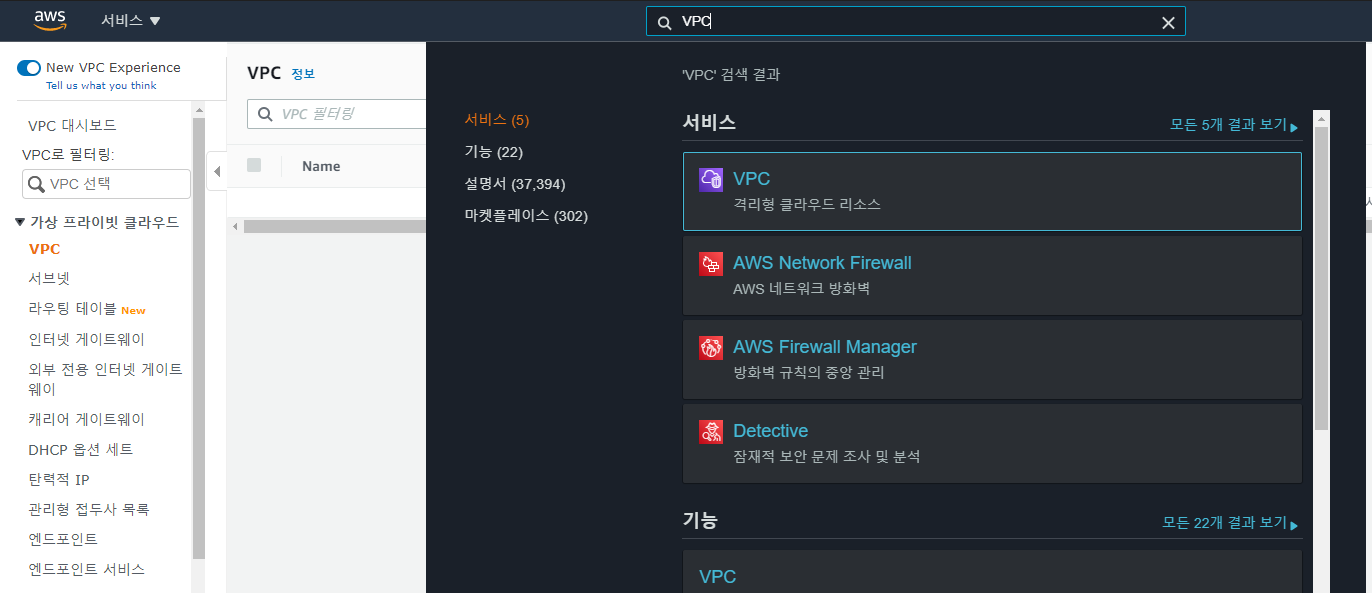 aws
서비스 ▼
VPC
New VPC Experience
Tell us what you think
VPC 대시보드
VPC로 필터링:
VPC 선택
가상 프라이빗 클라우드
VPC
서브넷
라우팅 테이블 New
인터넷 게이트웨이
외부 전용 인터넷 게이트
웨이
캐리어 게이트웨이
DHCP 옵션 세트
탄력적 IP
관리형 접두사 목록
엔드포인트
엔드포인트 서비스
VPC 정보
VPC 필터링
Name
'VPC' 검색 결과
서비스 (5)
기능 (22)
설명서 (37,394)
마켓플레이스 (302)
서비스
모든 5개 결과 보기
VPC
격리형 클라우드 리소스
AWS Network Firewall
AWS 네트워크 방화벽
AWS Firewall Manager
방화벽 규칙의 중앙 관리
Detective
잠재적 보안 문제 조사 및 분석
기능
모든 22개 결과 보기
VPC